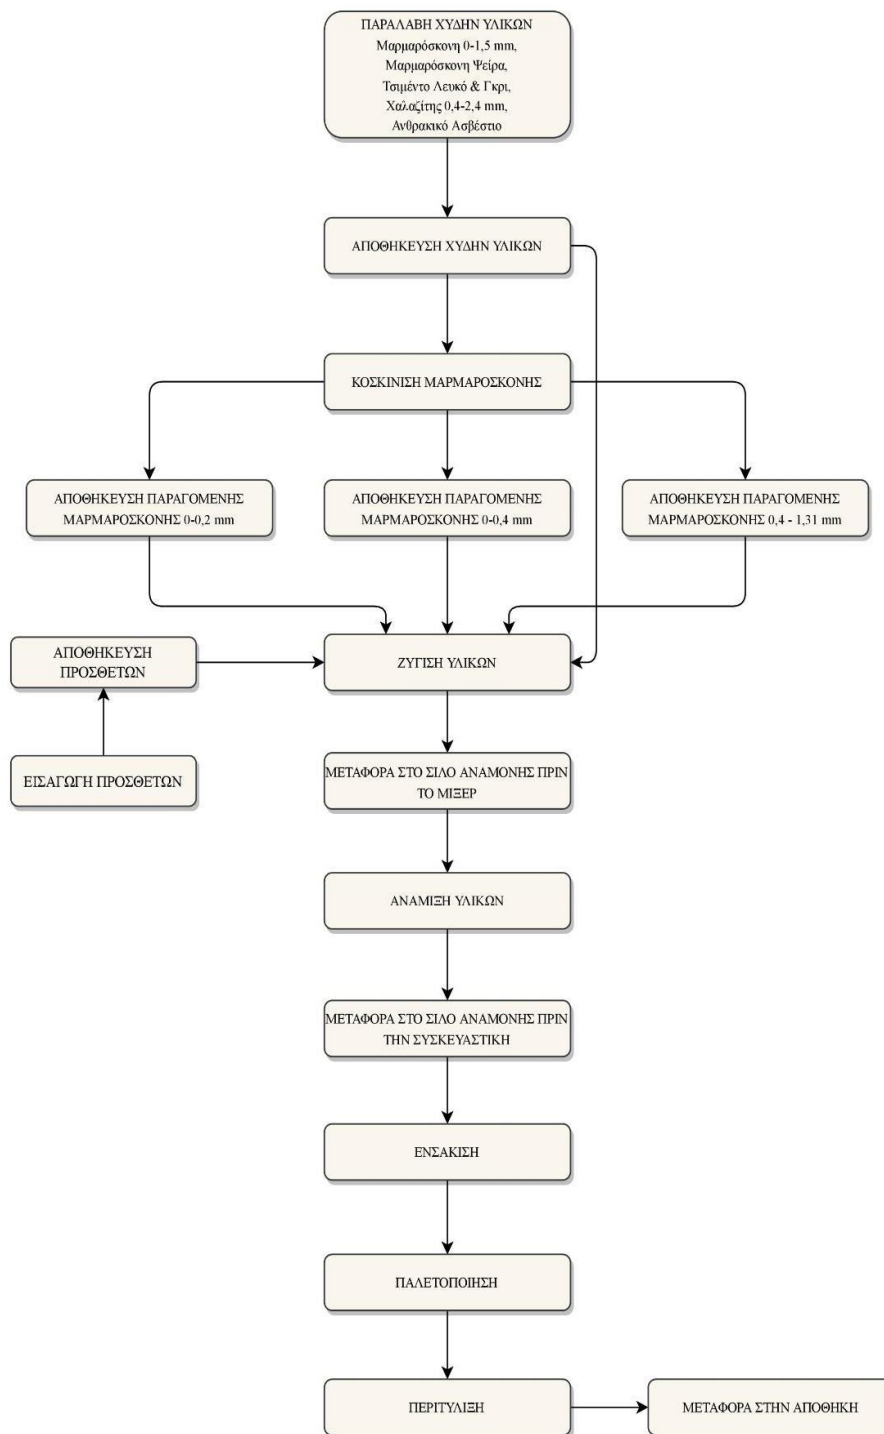 ΠΑΡΑΛΑΒΗ ΧΥΔΗΝ ΥΛΙΚΩΝ
Μαρμαρόσκονη 0-1,5 mm,
Μαρμαρόσκονη Ψείρα,
Τσιμέντο Λευκό & Γκρι,
Χαλαζίτης 0,4-2,4 mm,
Ανθρακικό Ασβέστιο
ΑΠΟΘΗΚΕΥΣΗ ΧΥΔΗΝ ΥΛΙΚΩΝ
ΚΟΣΚΙΝΙΣΗ ΜΑΡΜΑΡΟΣΚΟΝΗΣ
ΑΠΟΘΗΚΕΥΣΗ ΠΑΡΑΓΟΜΕΝΗΣ
ΜΑΡΜΑΡΟΣΚΟΝΗΣ 0-0,2 mm
ΑΠΟΘΗΚΕΥΣΗ ΠΑΡΑΓΟΜΕΝΗΣ
ΜΑΡΜΑΡΟΣΚΟΝΗΣ 0-0,4 mm
ΑΠΟΘΗΚΕΥΣΗ ΠΑΡΑΓΟΜΕΝΗΣ
ΜΑΡΜΑΡΟΣΚΟΝΗΣ 0,4 - 1,31 mm
ΑΠΟΘΗΚΕΥΣΗ
ΠΡΟΣΘΕΤΩΝ
ΖΥΓΙΣΗ ΥΛΙΚΩΝ
ΕΙΣΑΓΩΓΗ ΠΡΟΣΘΕΤΩΝ
ΜΕΤΑΦΟΡΑ ΣΤΟ ΣΙΛΟ ΑΝΑΜΟΝΗΣ ΠΡΙΝ
ΤΟ ΜΙΞΕΡ
ΑΝΑΜΙΞΗ ΥΛΙΚΩΝ
ΜΕΤΑΦΟΡΑ ΣΤΟ ΣΙΛΟ ΑΝΑΜΟΝΗΣ ΠΡΙΝ
ΤΗΝ ΣΥΣΚΕΥΑΣΤΙΚΗ
ΕΝΣΑΚΙΣΗ
ΠΑΛΕΤΟΠΟΙΗΣΗ
ΠΕΡΙΤΥΛΙΞΗ
ΜΕΤΑΦΟΡΑ ΣΤΗΝ ΑΠΟΘΗΚΗ